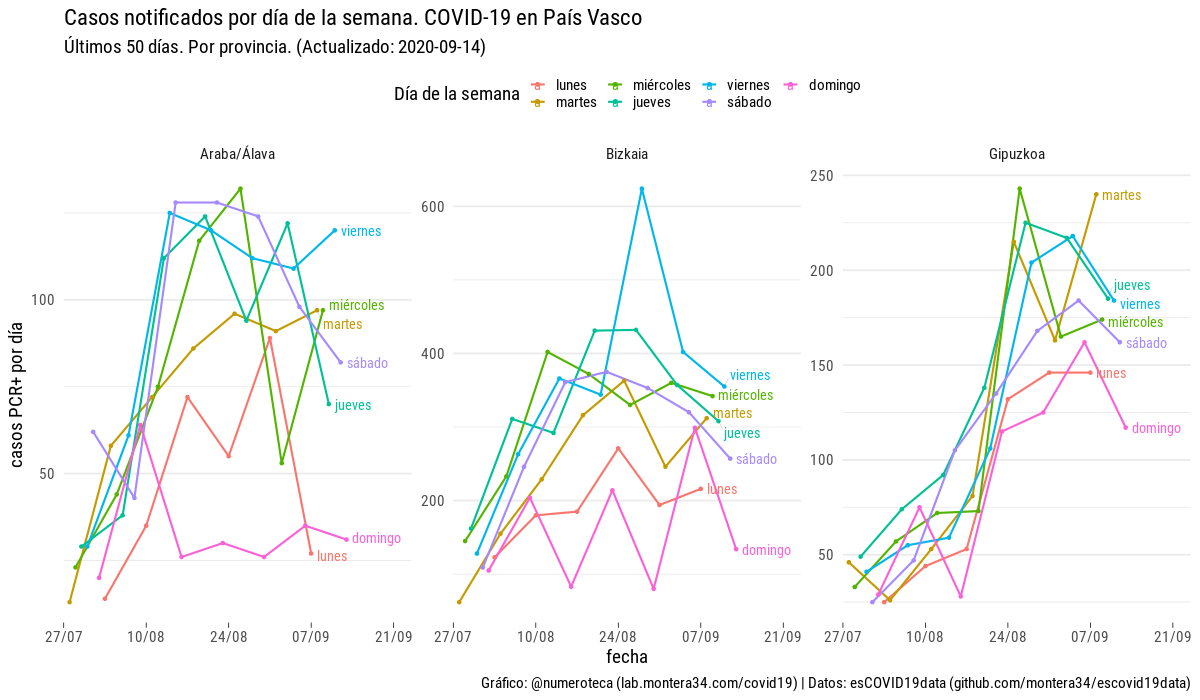 Casos notificados por día de la semana. COVID-19 en País Vasco
Últimos 50 días. Por provincia. (Actualizado: 2020-09-14)
Día de la semana
lunes miércoles viernes domingo
martes jueves sábado
Araba/Álava Bizkaia Gipuzkoa
casos PCR+ por día
100
50
viernes
miércoles
martes
sábado
jueves
domingo
lunes
27/07 10/08 24/08 07/09 21/09
600
400
200
viernes
miércoles
martes
jueves
sábado
lunes
domingo
27/07 10/08 24/08 07/09 21/09
250
200
150
100
50
martes
jueves
viernes
miércoles
sábado
lunes
domingo
27/07 10/08 24/08 07/09 21/09
fecha
Gráfico: @numeroteca (lab.montera34.com/covid19) | Datos: esCOVID19data (github.com/montera34/escovid19data)